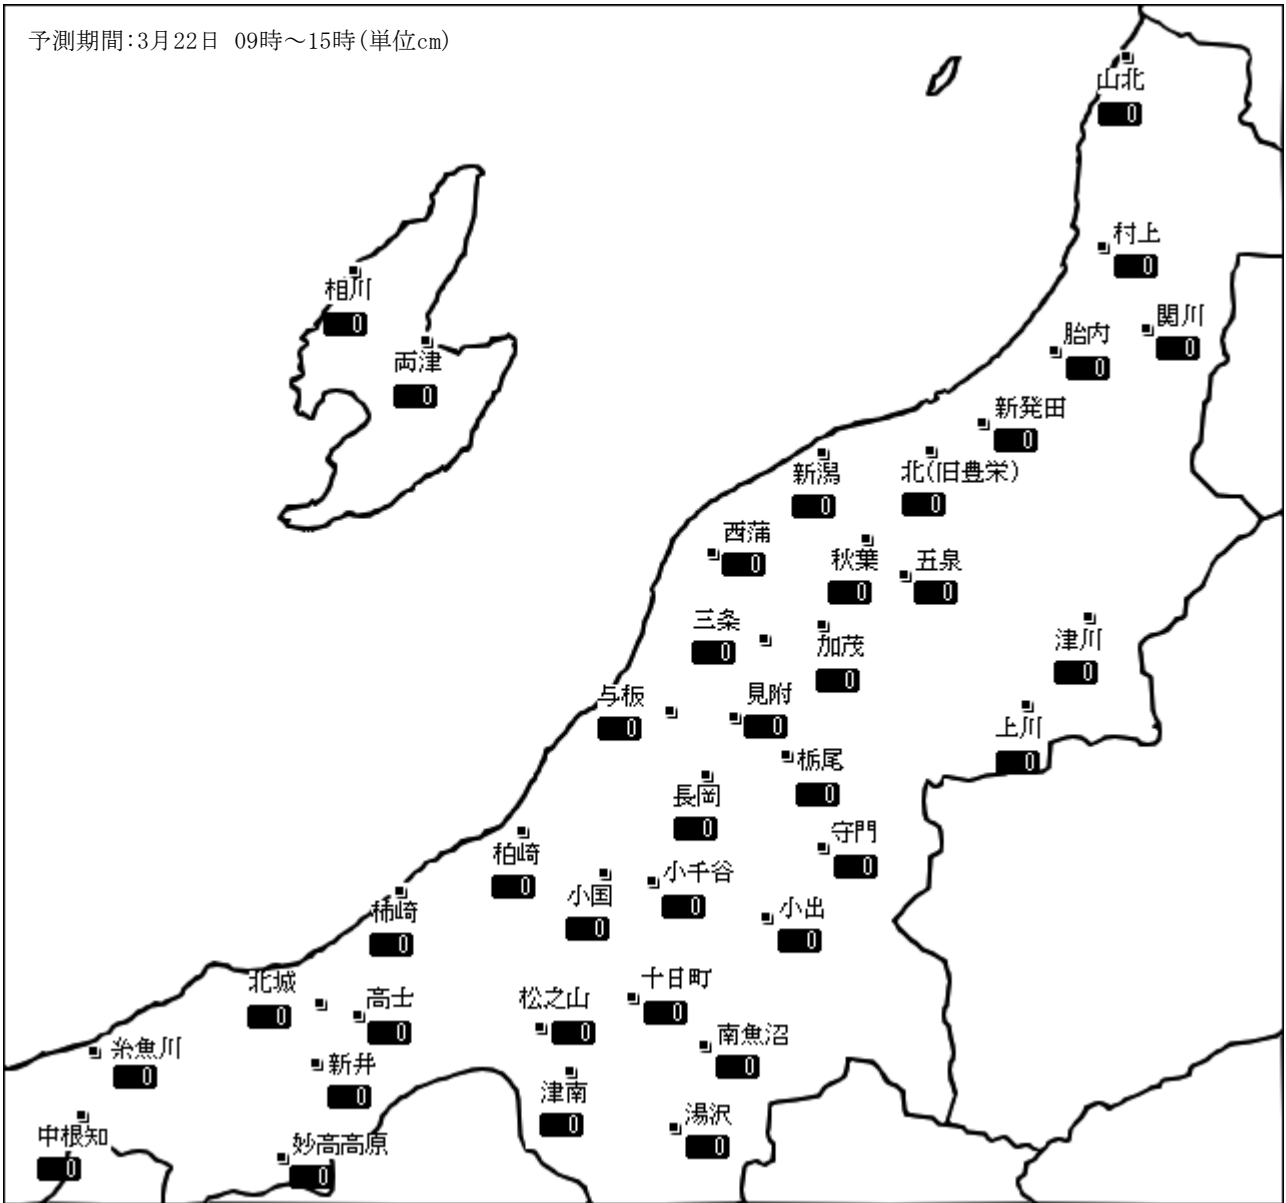 予測期間:3月22日 09時～15時(単位cm)
山北
0
村上
0
相川
0
関川
0
胎内
0
両津
0
新発田
0
新潟
0
北(旧豊栄)
0
西蒲
0
秋葉
0
五泉
0
三条
0
加茂
0
津川
0
与板
0
見附
0
上川
0
栃尾
0
長岡
0
守門
0
柏崎
0
小国
0
小千谷
0
小出
0
柿崎
0
北城
0
高士
0
松之山
0
十日町
0
糸魚川
0
新井
0
南魚沼
0
津南
0
湯沢
0
中根知
0
妙高高原
0